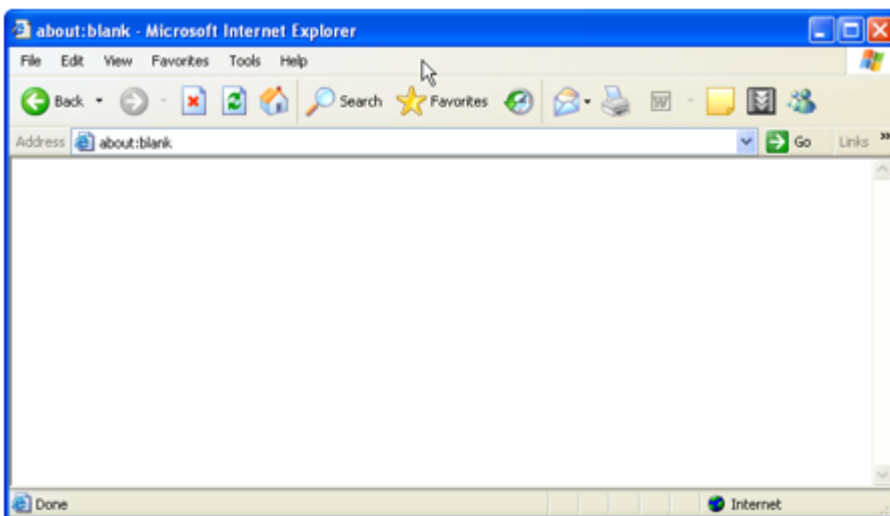 about:blank - Microsoft Internet Explorer
File Edit View Favorites Tools Help
Back Search Favorites W
Address about:blank Go Links »
Done Internet